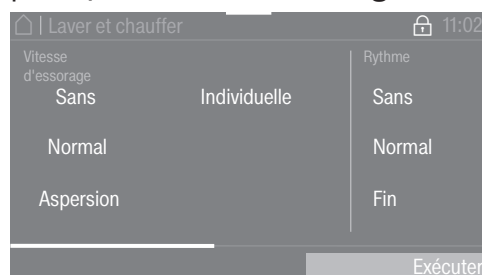 Laver et chauffer 11:02
Vitesse
d'essorage
Rythme
Sans Individuelle Sans
Normal Normal
Aspersion Fin
Exécuter